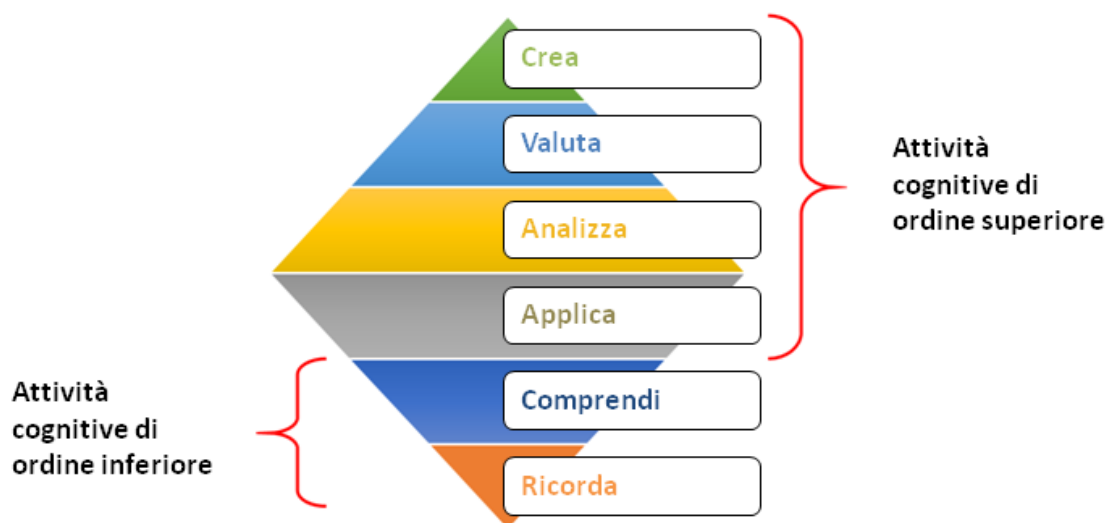 Crea
Valuta
Analizza
Applica
Comprendi
Ricorda
Attività
cognitive di
ordine superiore
Attività
cognitive di
ordine inferiore